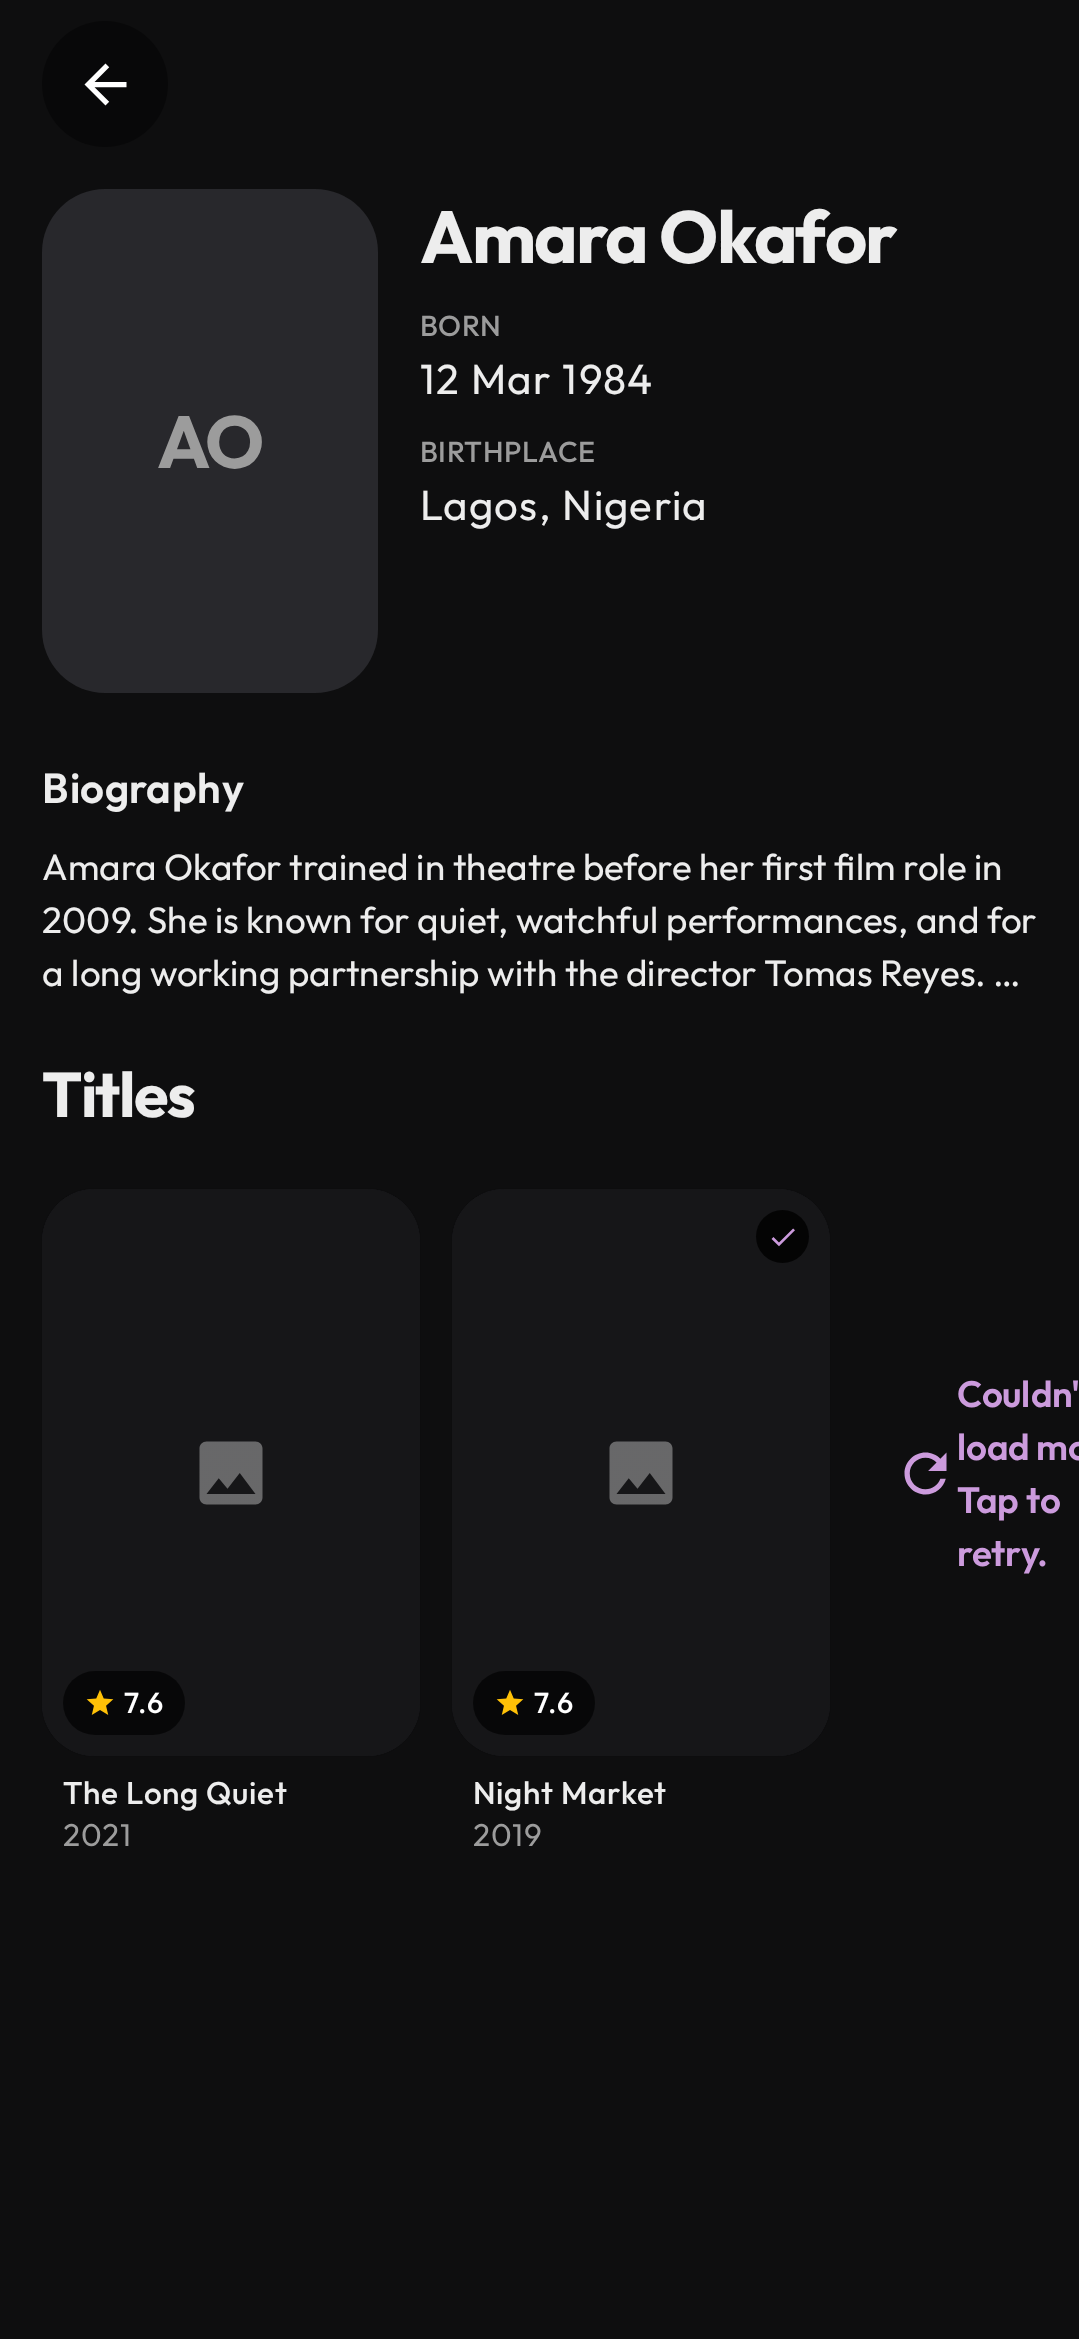 Amara Okafor
BORN
12 Mar 1984
BIRTHPLACE
Lagos, Nigeria
AO
Biography
Amara Okafor trained in theatre before her first film role in
2009. She is known for quiet, watchful performances, and for
a long working partnership with the director Tomas Reyes. ...
Titles
Couldn'
load
Tap to
retry.
7.6
7.6
The Long Quiet
2021
Night Market
2019